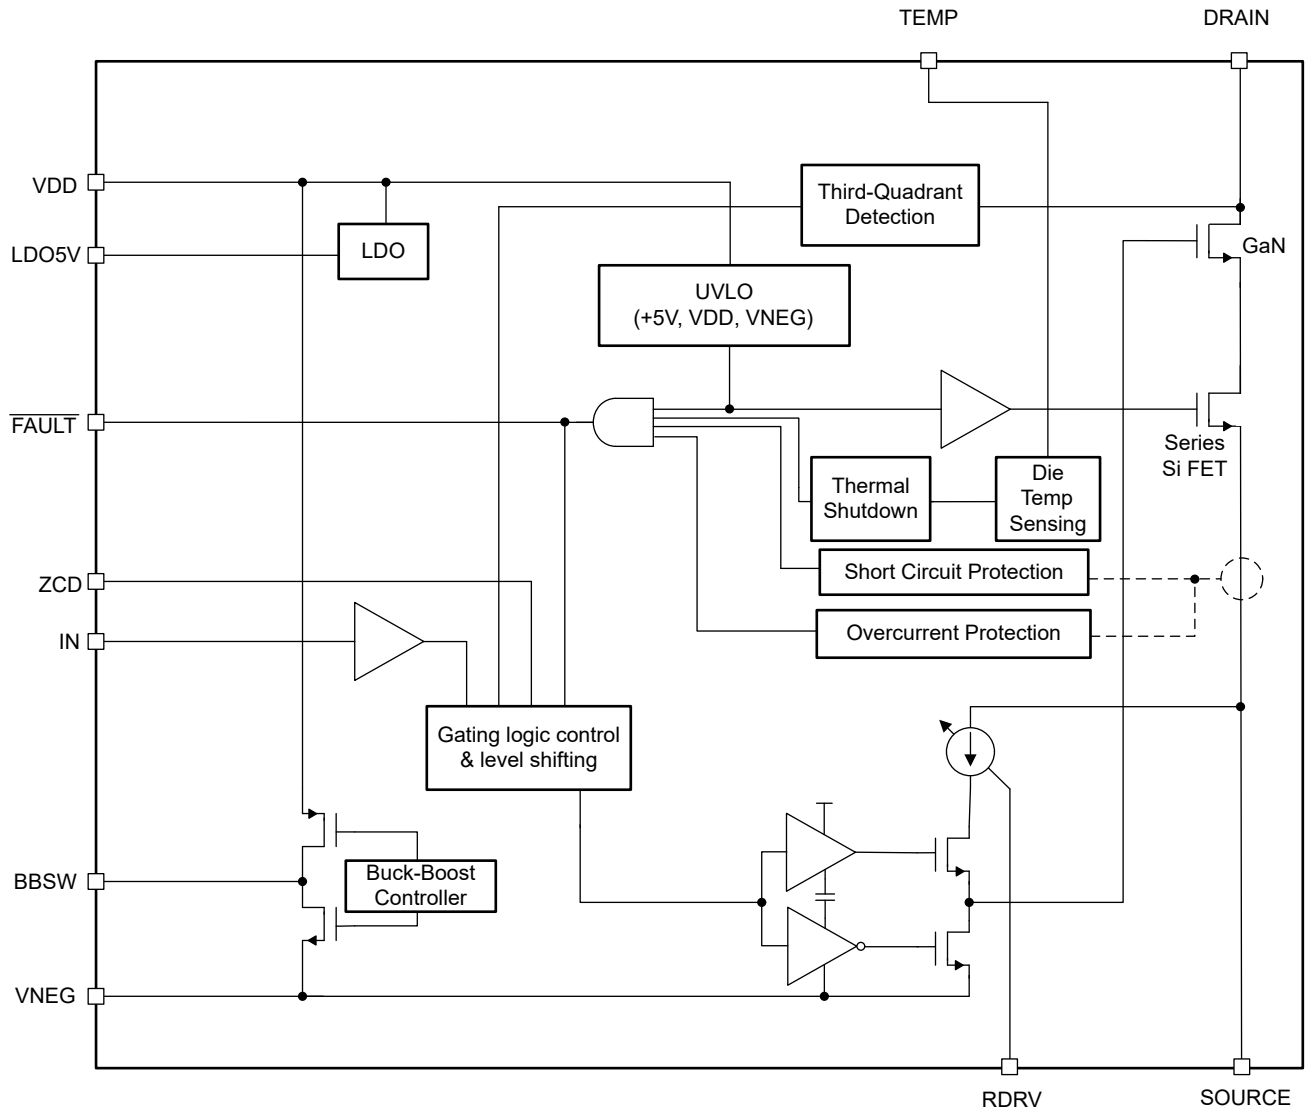 TEMP
DRAIN
VDD
Third-Quadrant
Detection
LDO5V
LDO
GaN
UVLO
(+5V, VDD, VNEG)
FAULT
Series
Si FET
Thermal
Shutdown
Die
Temp
Sensing
Short Circuit Protection
ZCD
IN
Overcurrent Protection
Gating logic control
& level shifting
BBSW
Buck-Boost
Controller
VNEG
RDRV
SOURCE